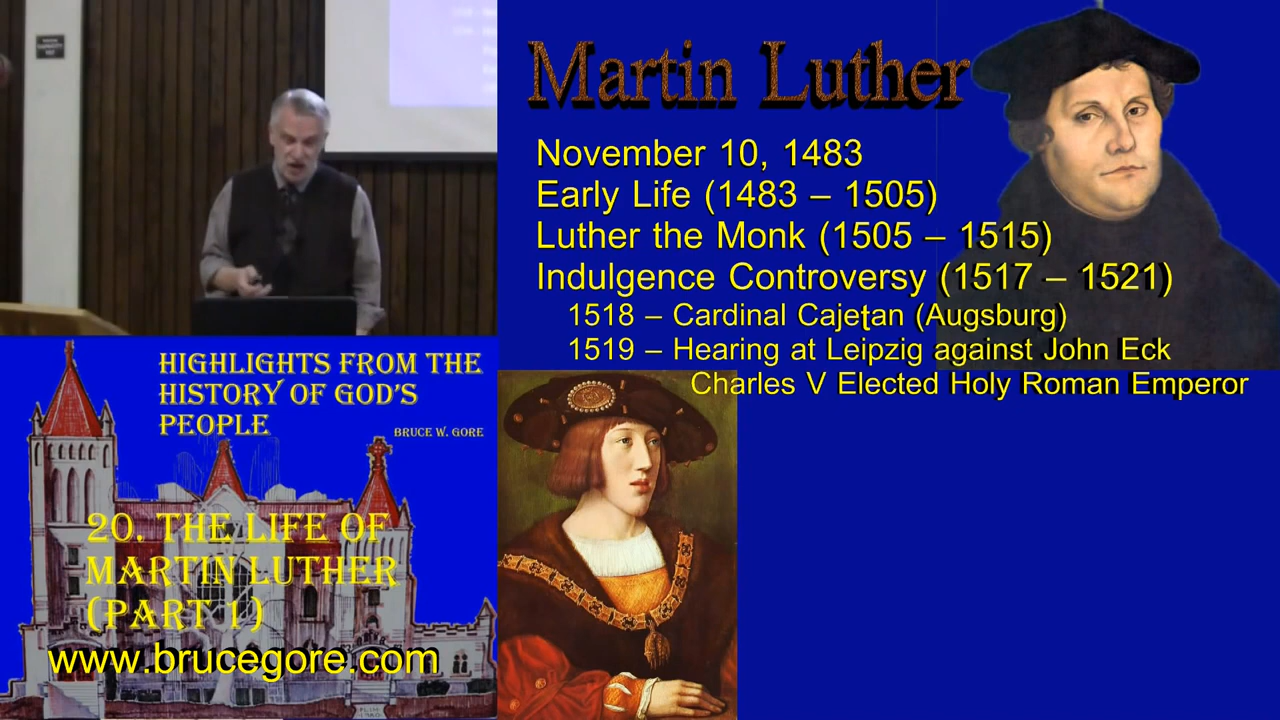 Martin Luther
November 10, 1483
Early Life (1483 – 1505)
Luther the Monk (1505 – 1515)
Indulgence Controversy (1517 – 1521)
1518 – Cardinal Cajetan (Augsburg)
1519 – Hearing at Leipzig against John Eck
Charles V Elected Holy Roman Emperor
HIGHLIGHTS FROM THE
HISTORY OF GOD'S
PEOPLE
BRUCE W. GORE
20. THE LIFE OF
MARTIN LUTHER
(PART 1)
www.brucegore.com